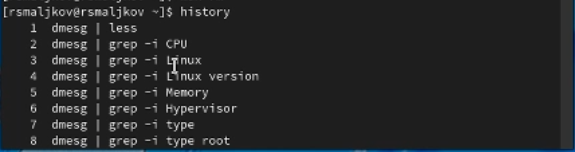 [rsmaljkov@rsmaljkov ~]$ history
1 dmesg | less
2 dmesg | grep -i CPU
3 dmesg | grep -i Linux
4 dmesg | grep -i Linux version
5 dmesg | grep -i Memory
6 dmesg | grep -i Hypervisor
7 dmesg | grep -i type
8 dmesg | grep -i type root